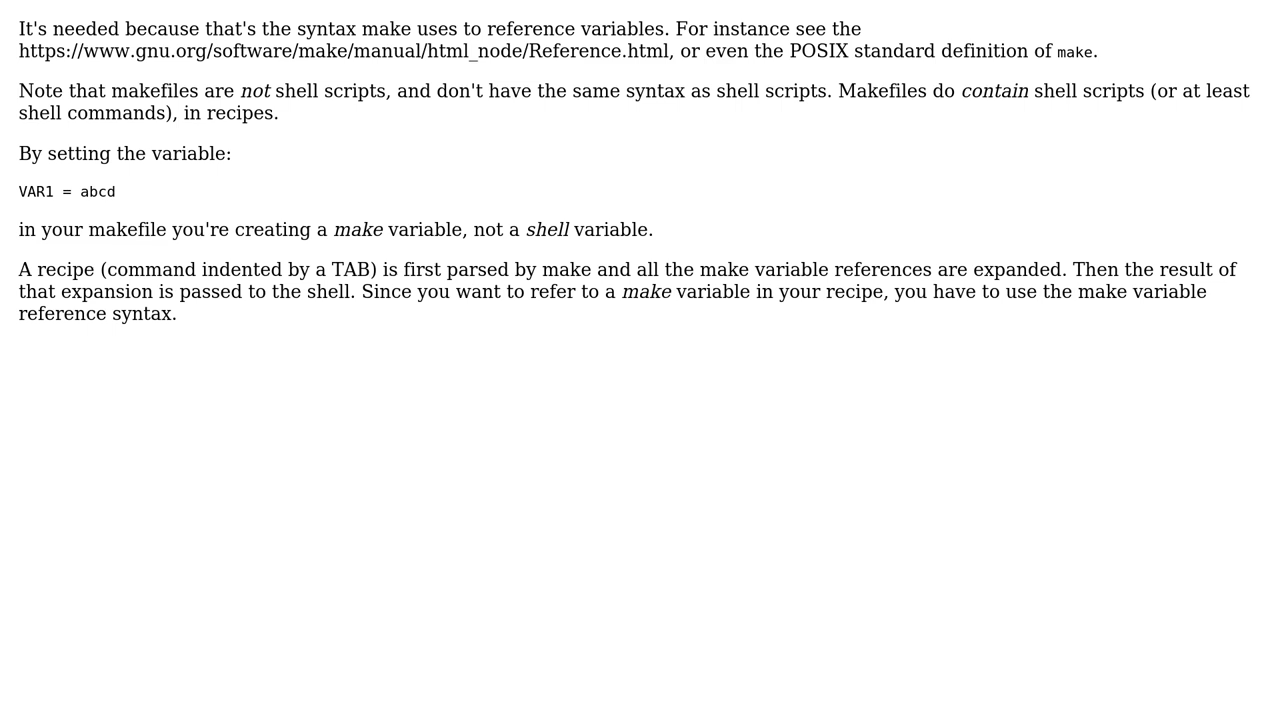 It's needed because that's the syntax make uses to reference variables. For instance see the
https://www.gnu.org/software/make/manual/html_node/Reference.html, or even the POSIX standard definition of make.
Note that makefiles are not shell scripts, and don't have the same syntax as shell scripts. Makefiles do contain shell scripts (or at least
shell commands), in recipes.
By setting the variable:
VAR1 = abcd
in your makefile you're creating a make variable, not a shell variable.
A recipe (command indented by a TAB) is first parsed by make and all the make variable references are expanded. Then the result of
that expansion is passed to the shell. Since you want to refer to a make variable in your recipe, you have to use the make variable
reference syntax.